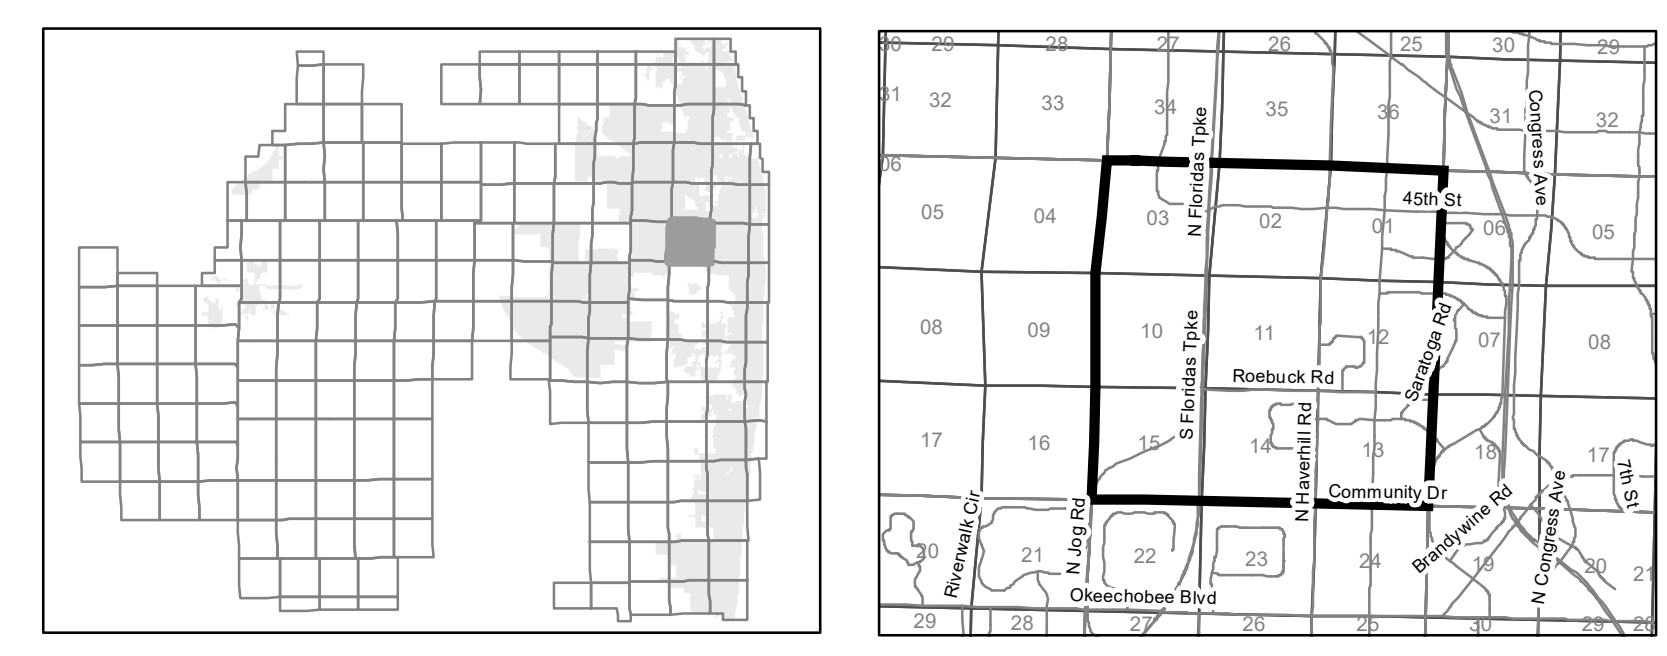 30 29 28 27 26 25 30 29
31 32 33 34 35 36 31 32
Congress Ave
N Floridas Tpke
06
45th St
05 04 03 02 01 06 05
08 09 10 11 12 07 08
S Floridas Tpke
Saratoga Rd
Roebuck Rd
N Haverhill Rd
17 16 15 14 13 18 17
7th St
Community Dr
Riverwalk Cir
N Jog Rd
Brandywine Rd
N Congress Ave
20 21 22 23 24 19 20 21
Okeechobee Blvd
29 28 27 26 25 30 29 28